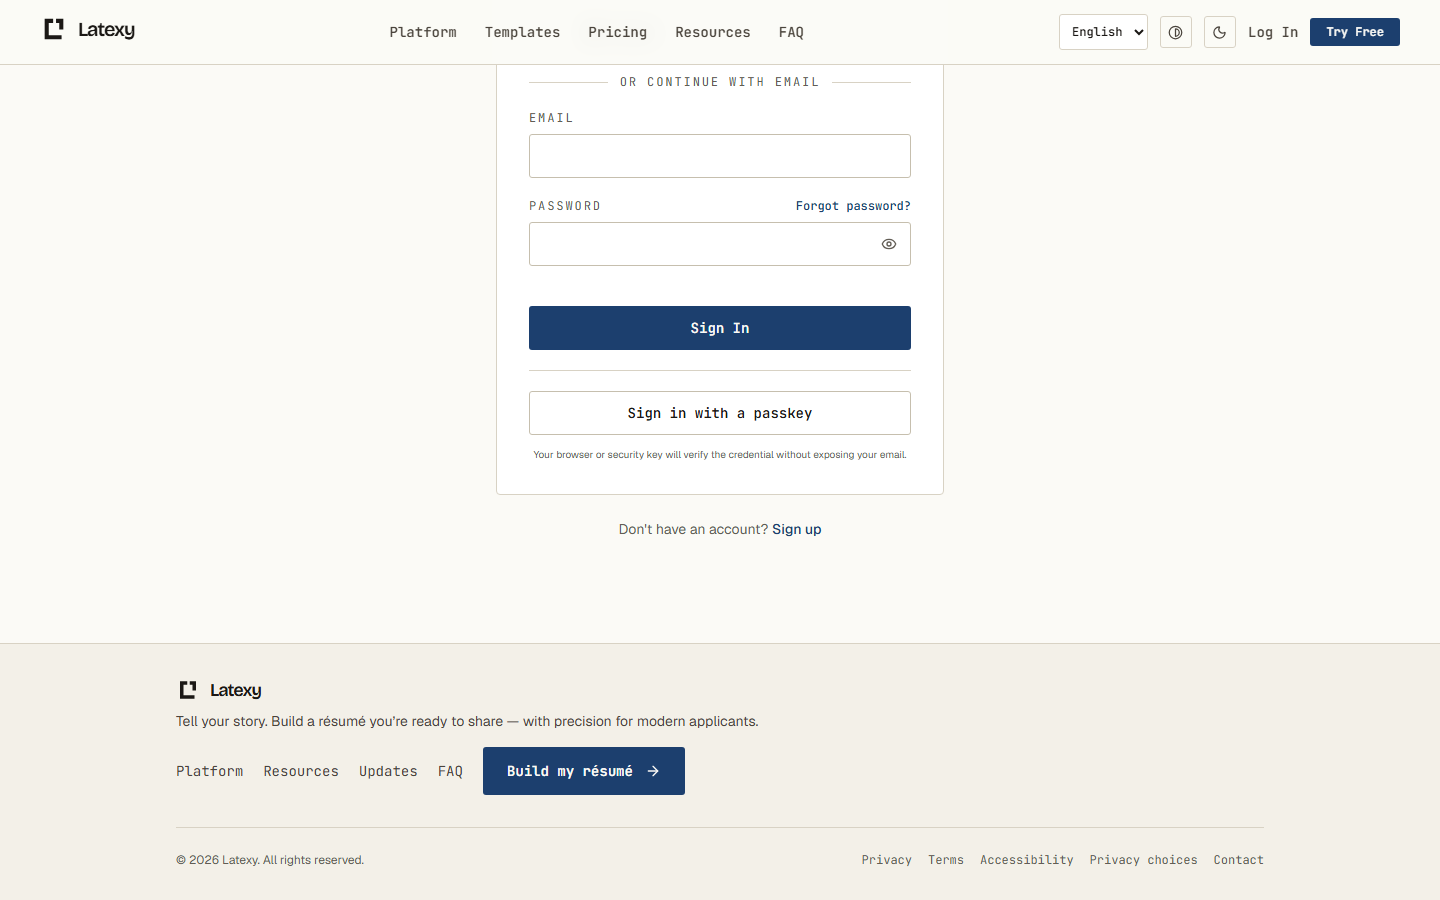 Latexy
Platform Templates Pricing Resources FAQ
English
Log In
Try Free
OR CONTINUE WITH EMAIL
EMAIL
PASSWORD
Forgot password?
Sign In
Sign in with a passkey
Your browser or security key will verify the credential without exposing your email.
Don't have an account? Sign up
Latexy
Tell your story. Build a résumé you're ready to share — with precision for modern applicants.
Platform Resources Updates FAQ
Build my résumé →
© 2026 Latexy. All rights reserved.
Privacy Terms Accessibility Privacy choices Contact